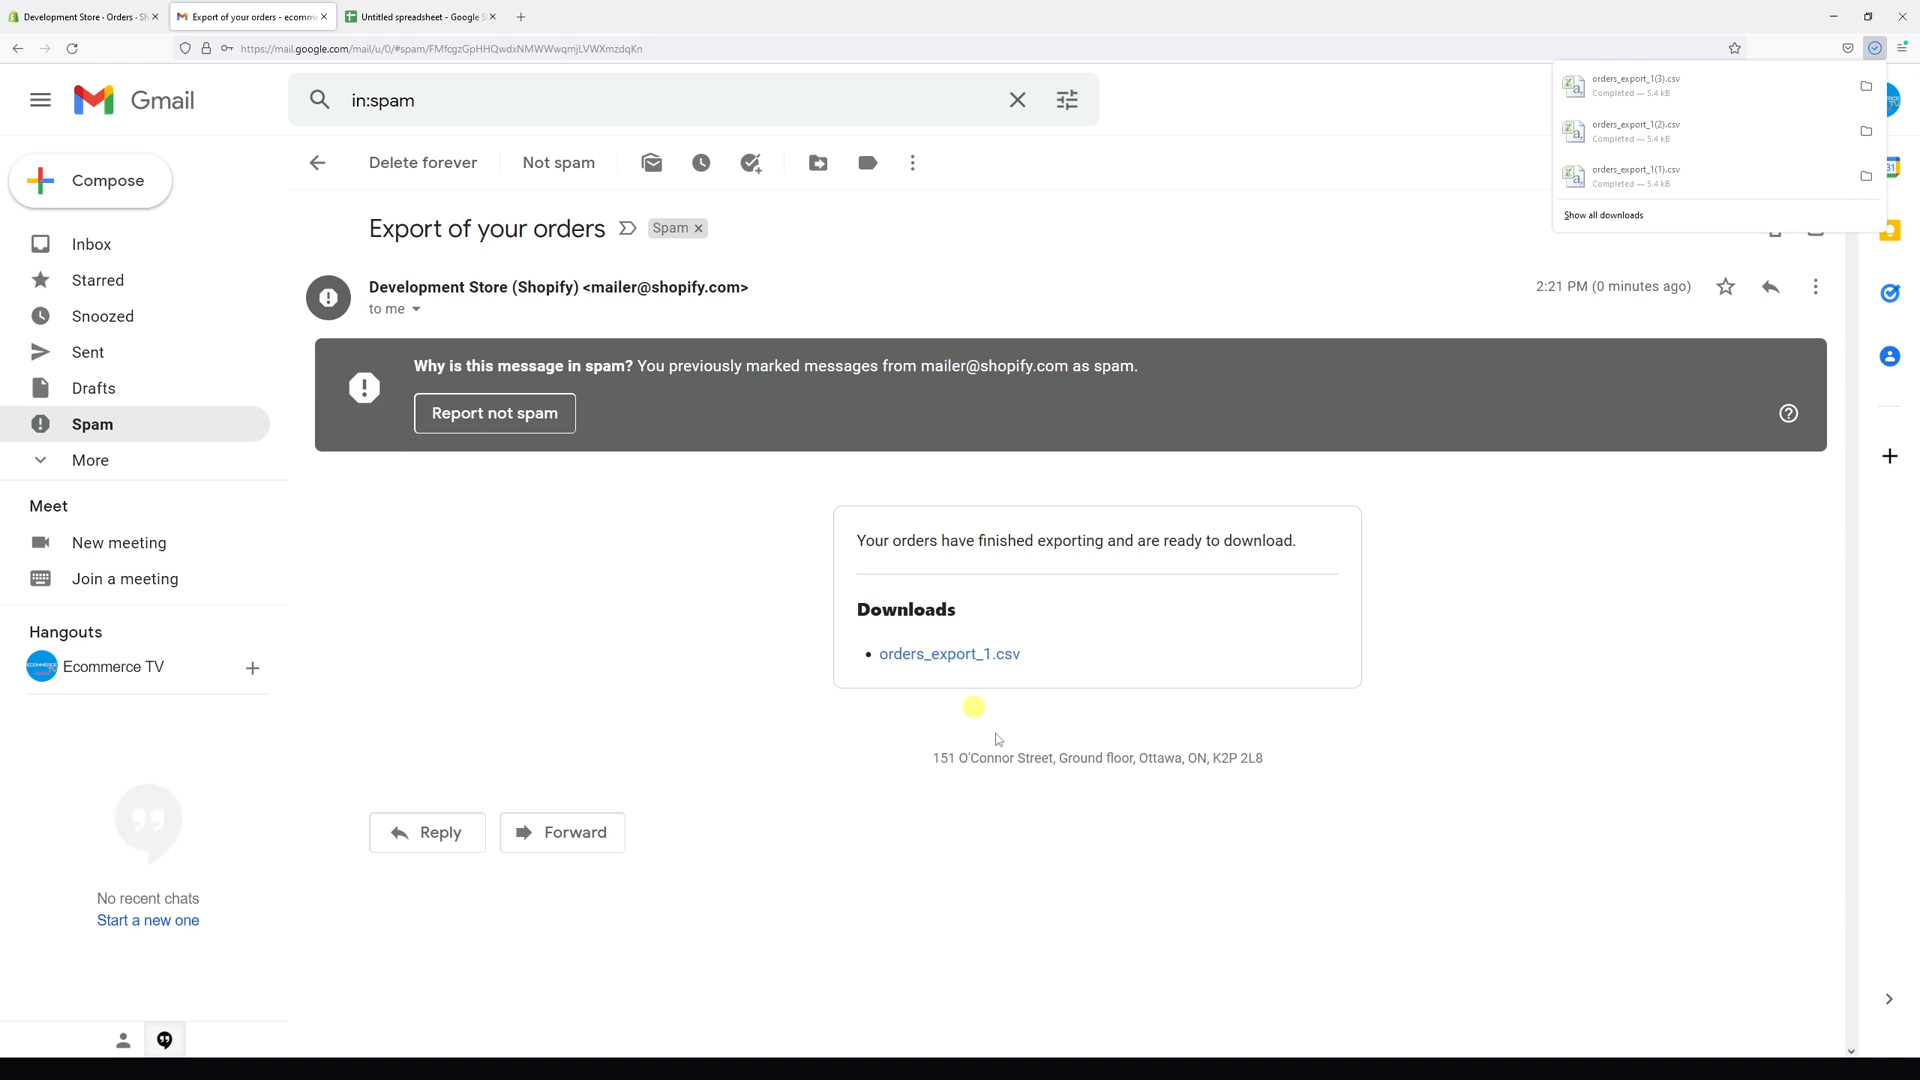 Development Store · Orders · Sh
Export of your orders - ecomme
Untitled spreadsheet - Google S
https://mail.google.com/mail/u/0/#spam/FMfcgzGpHHQwdxNMWWwqmjLVWXmzdqKn
Gmail
in:spam
orders_export_1(3).csv
Completed — 5.4 kB
orders_export_1(2).csv
Completed — 5.4 kB
orders_export_1(1).csv
Completed — 5.4 kB
Show all downloads
Compose
Delete forever
Not spam
Export of your orders
Spam
Inbox
Starred
Snoozed
Sent
Drafts
Spam
More
Development Store (Shopify) <mailer@shopify.com>
to me
2:21 PM (0 minutes ago)
Why is this message in spam? You previously marked messages from mailer@shopify.com as spam.
Report not spam
Meet
New meeting
Join a meeting
Hangouts
Ecommerce TV
Your orders have finished exporting and are ready to download.
Downloads
• orders_export_1.csv
151 O'Connor Street, Ground floor, Ottawa, ON, K2P 2L8
Reply
Forward
No recent chats
Start a new one